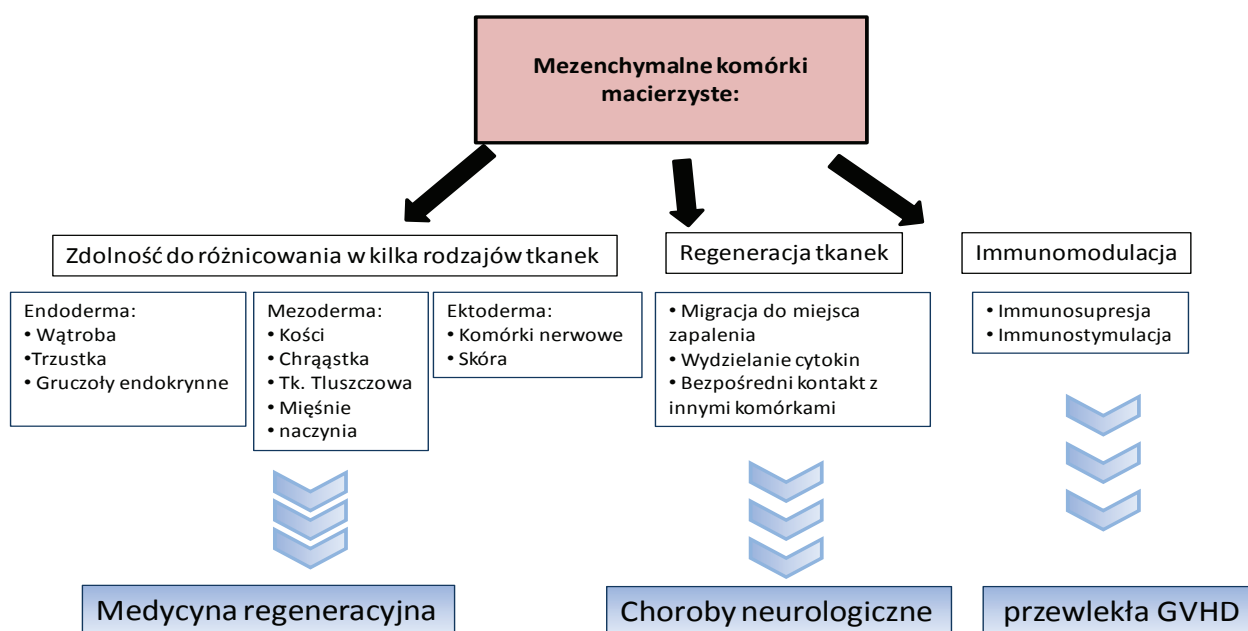 Mezenchymalne komórki
macierzyste:
Zdolność do różnicowania w kilka rodzajów tkanek
Endoderma:
• Wątroba
•Trzustka
• Gruczoły endokrynne
Mezoderma:
• Kości
• Chrąąstka
• Tk. Tluszczowa
• Mięśnie
• naczynia
Ektoderma:
• Komórki nerwowe
• Skóra
Regeneracja tkanek
• Migracja do miejsca
zapalenia
• Wydzielanie cytokin
• Bezpośredni kontakt z
innymi komórkami
Immunomodulacja
• Immunosupresja
• Immunostymulacja
Medycyna regeneracyjna
Choroby neurologiczne
przewlekła GVHD